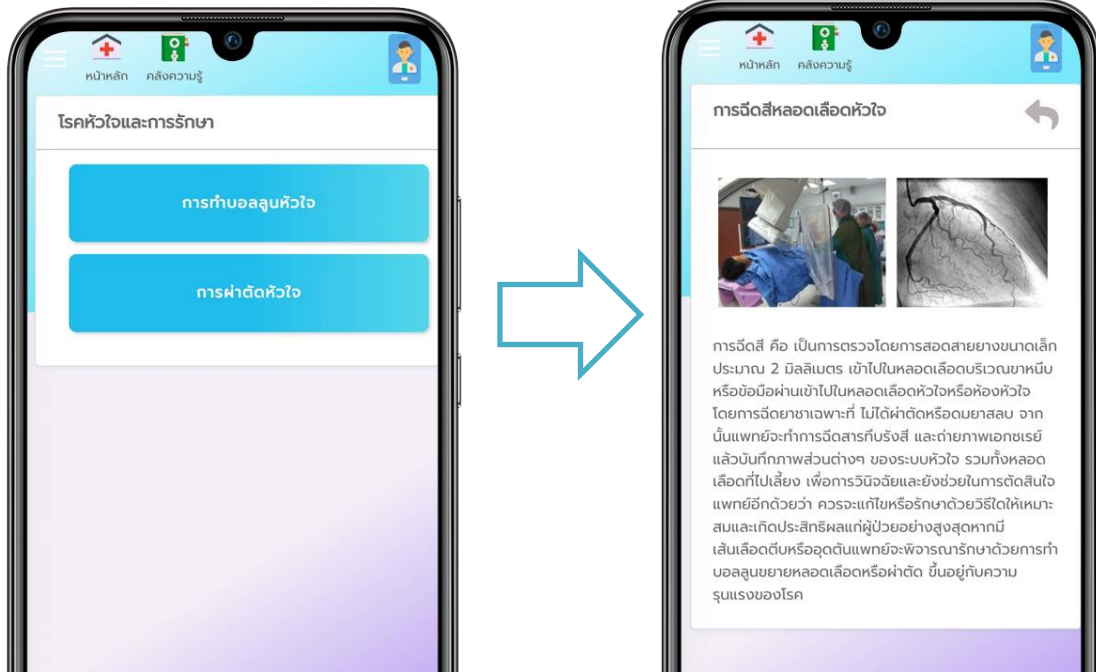 หน้าหลัก คลังความรู้
โรคหัวใจและการรักษา
การทำบอลลูนหัวใจ
การผ่าตัดหัวใจ
หน้าหลัก คลังความรู้
การฉีดสีหลอดเลือดหัวใจ
การฉีดสี คือ เป็นการตรวจโดยการสอดสายยางขนาดเล็ก
ประมาณ 2 มิลลิเมตร เข้าไปในหลอดเลือดบริเวณขาหนีบ
หรือข้อมือผ่านเข้าไปในหลอดเลือดหัวใจหรือห้องหัวใจ
โดยการฉีดยาชาเฉพาะที่ ไม่ได้ผ่าตัดหรือดมยาสลบ จาก
นั้นแพทย์จะทำการฉีดสารทึบรังสี และถ่ายภาพเอกซเรย์
แล้วบันทึกภาพส่วนต่างๆ ของระบบหัวใจ รวมทั้งหลอด
เลือดที่ไปเลี้ยง เพื่อการวินิจฉัยและยังช่วยในการตัดสินใจ
แพทย์อีกด้วยว่า ควรจะแก้ไขหรือรักษาด้วยวิธีใดให้เหมาะ
สมและเกิดประสิทธิผลแก่ผู้ป่วยอย่างสูงสุดหากมี
เส้นเลือดตีบหรืออุดตันแพทย์จะพิจารณารักษาด้วยการทำ
บอลลูนขยายหลอดเลือดหรือผ่าตัด ขึ้นอยู่กับความ
รุนแรงของโรค